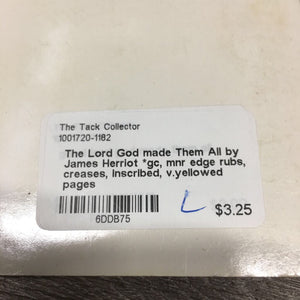 The Tack Collector
1001720-1182
The Lord God made Them All by
James Herriot *gc, mnr edge rubs,
creases, inscribed, v.yellowed
pages
6DDB75
L
$3.25